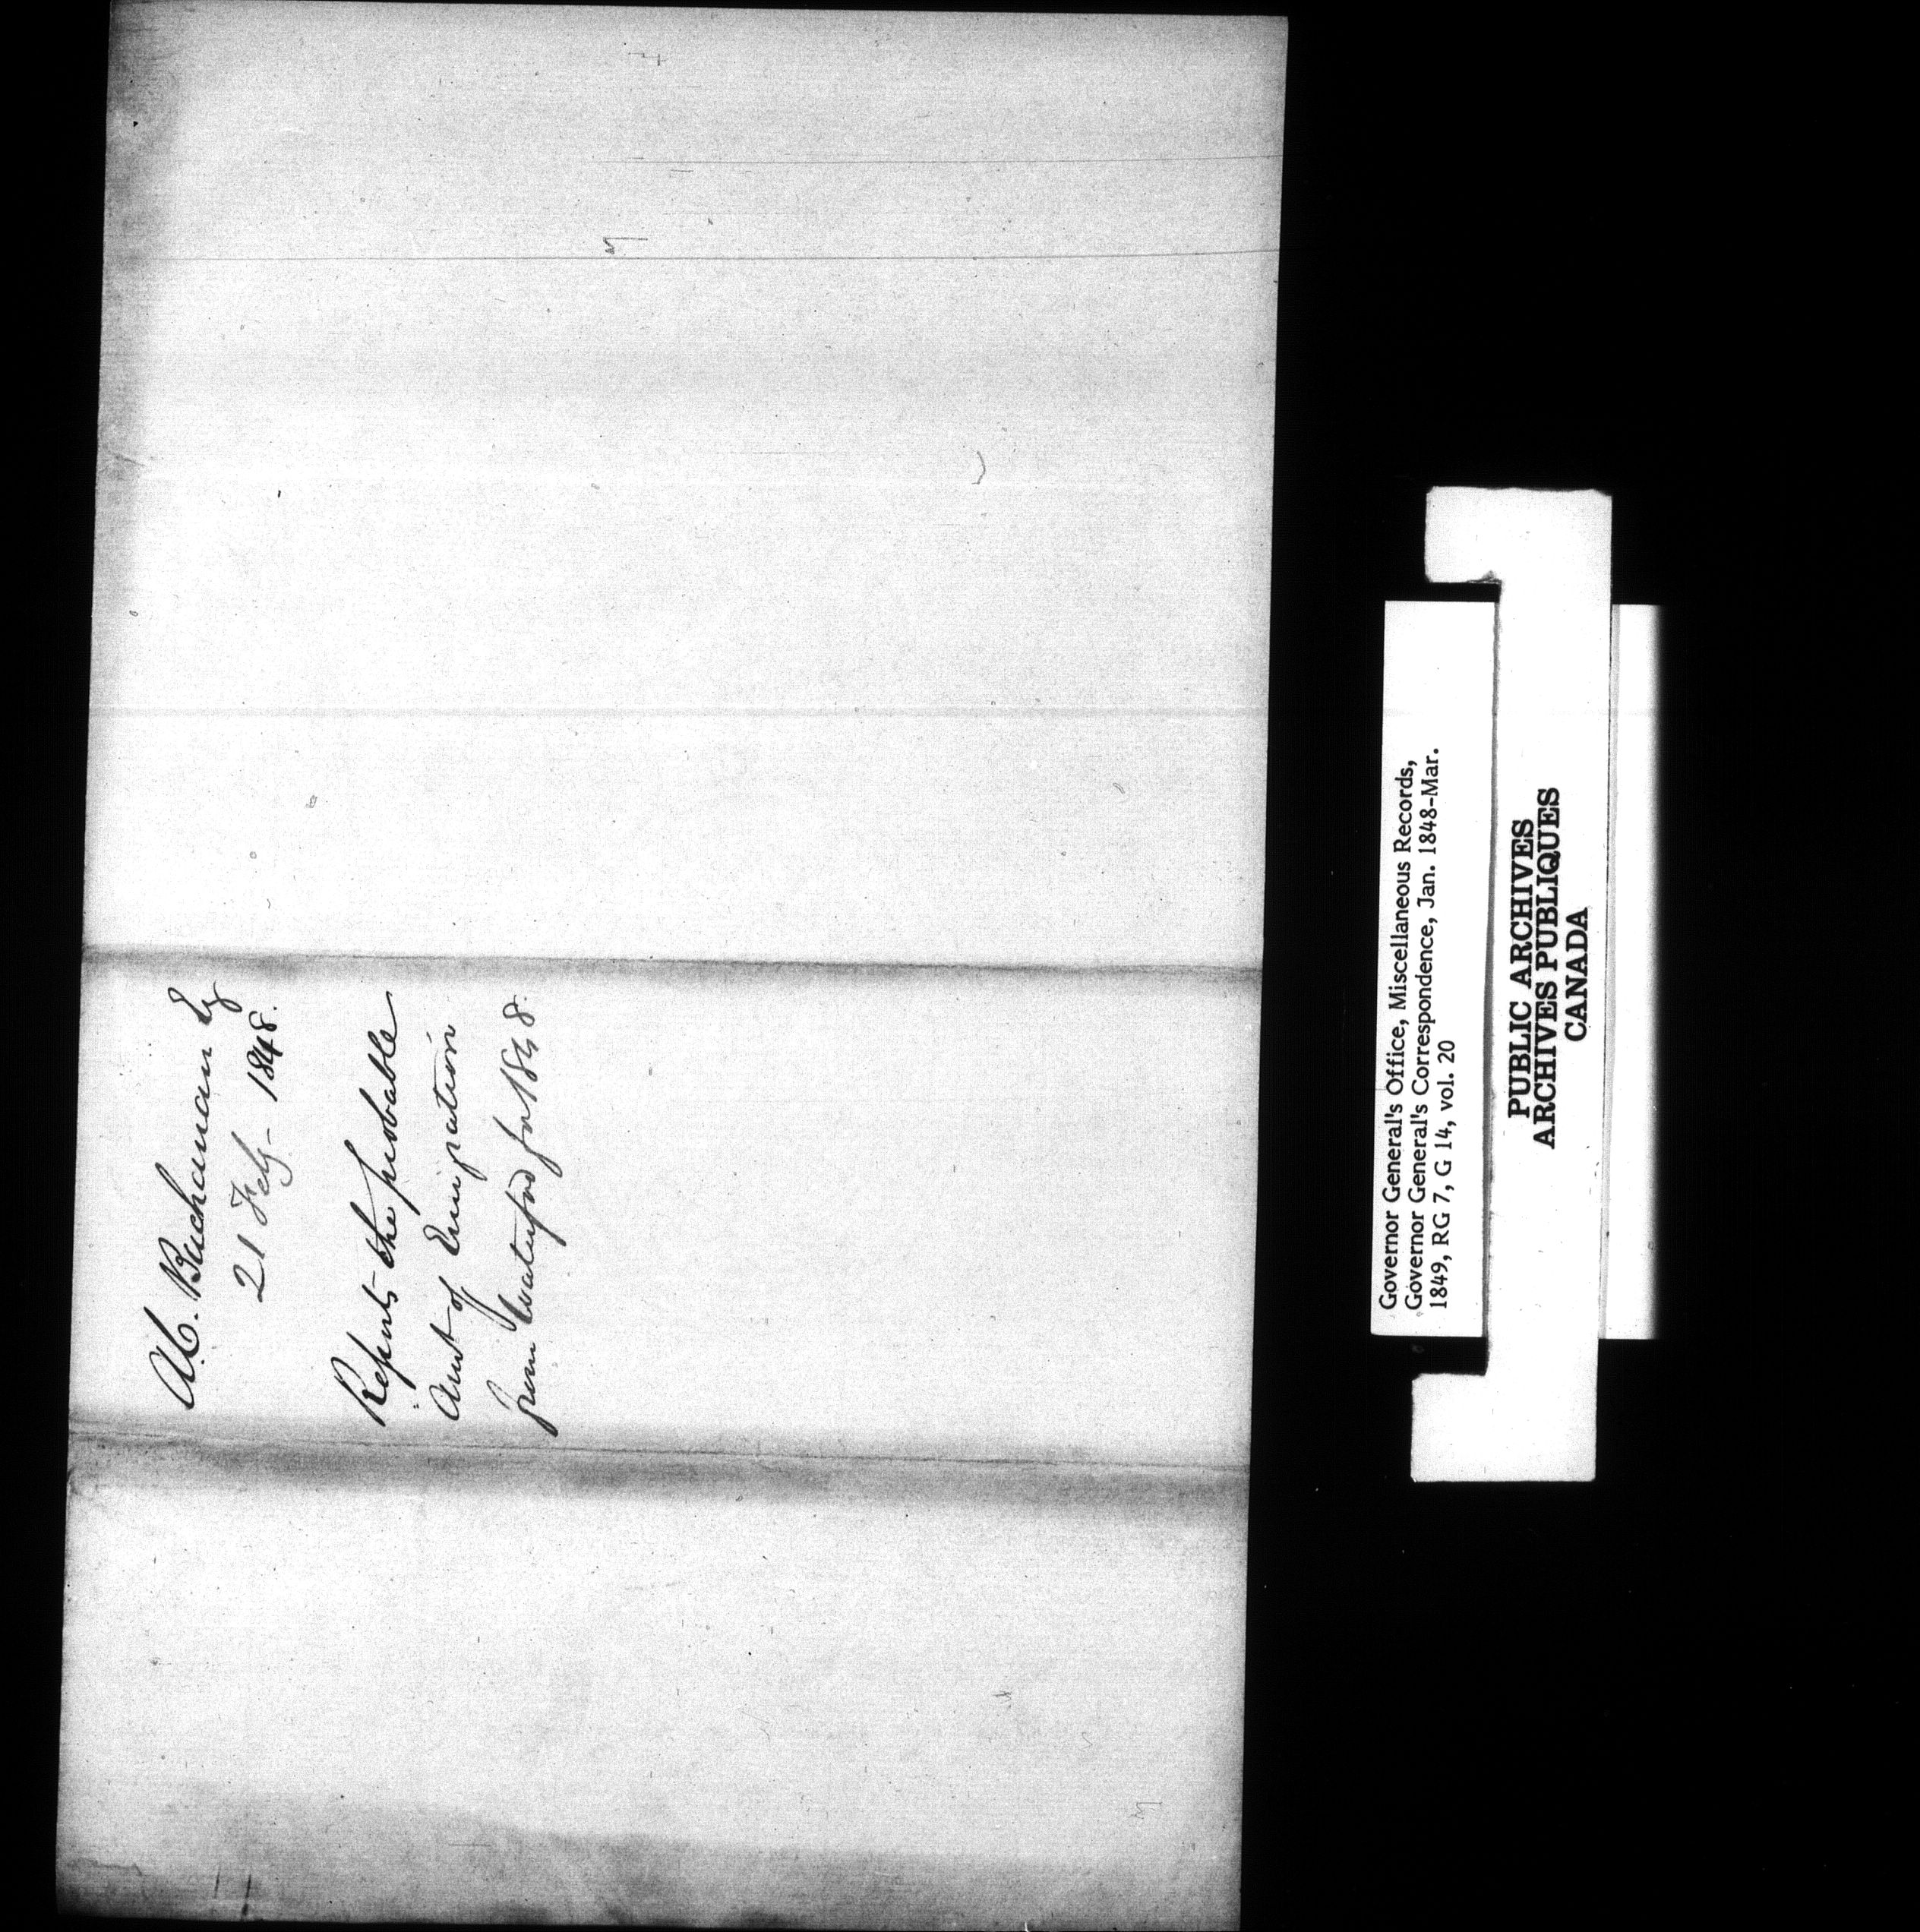 A.C. Buchanan Esq
21 Feby - 1848.
Reports the probable
Amt of Emigration
from Waterford for 1848.
Governor General's Office, Miscellaneous Records,
Governor General's Correspondence, Jan. 1848-Mar.
1849, RG 7, G 14, vol. 20
PUBLIC ARCHIVES
ARCHIVES PUBLIQUES
CANADA